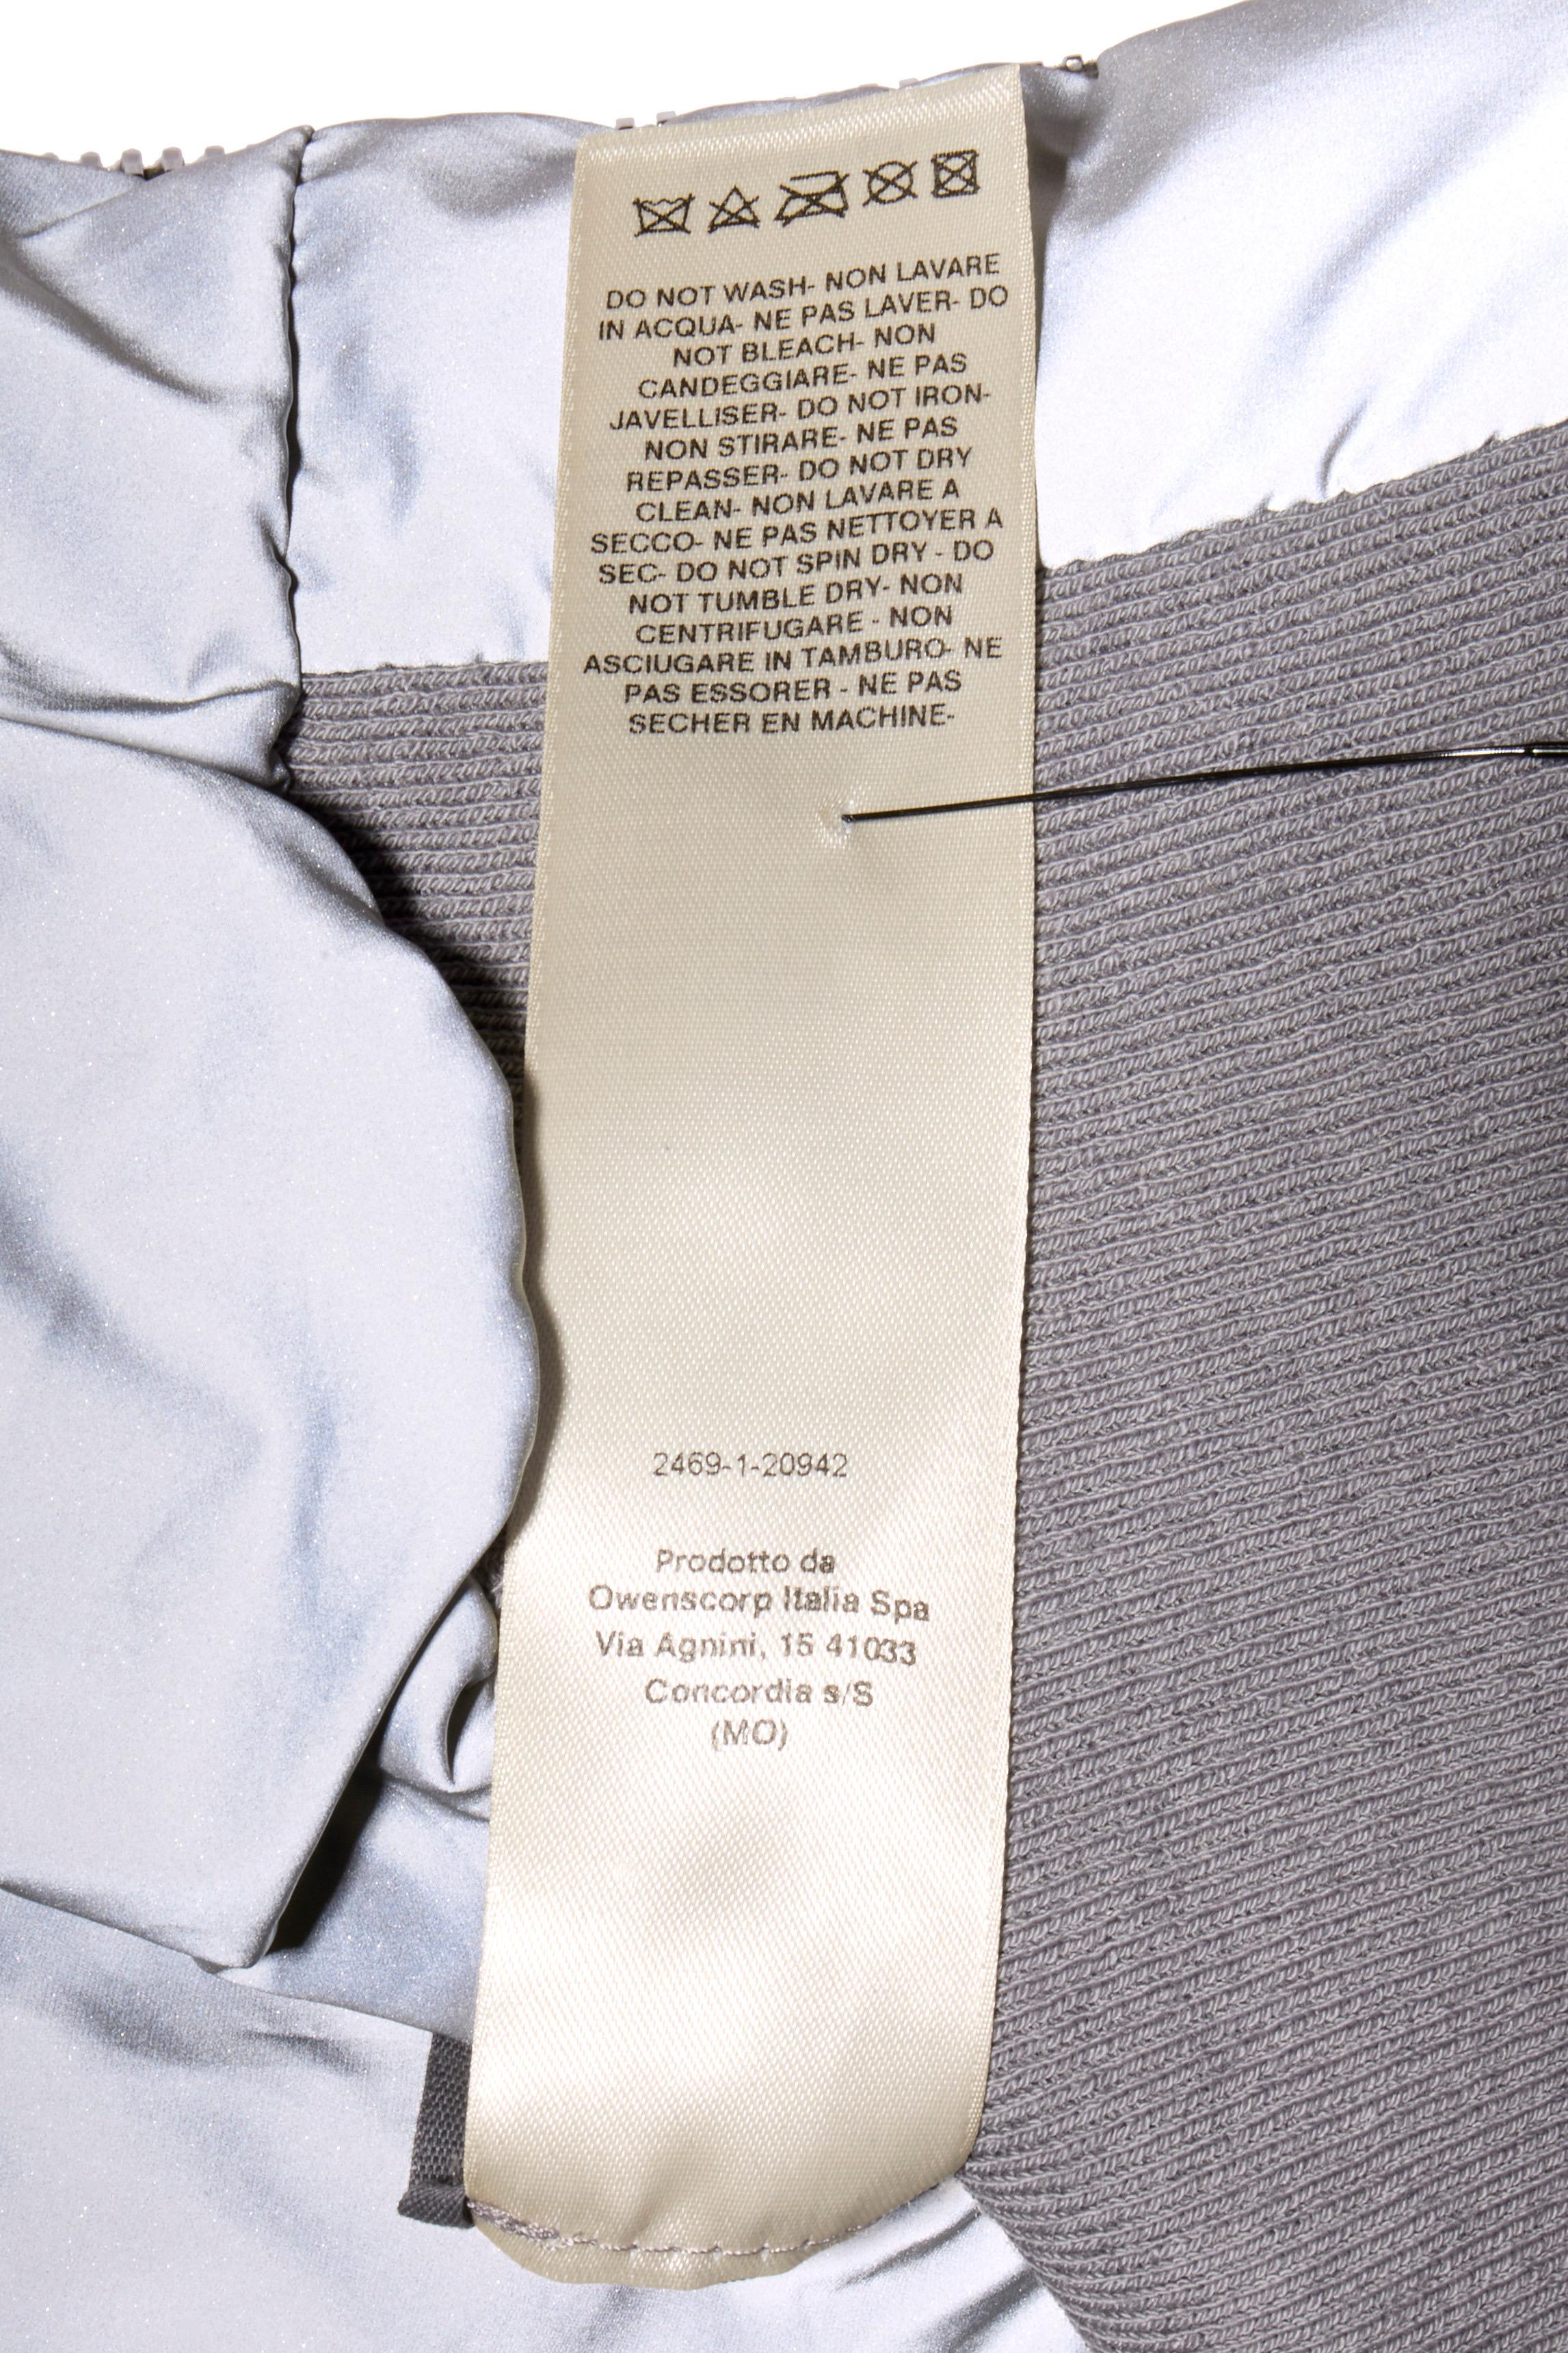 DO NOT WASH- NON LAVARE
IN ACQUA- NE PAS LAVER- DO
NOT BLEACH- NON
CANDEGGIARE- NE PAS
JAVELLISER- DO NOT IRON-
NON STIRARE- NE PAS
REPASSER- DO NOT DRY
CLEAN- NON LAVARE A
SECCO- NE PAS NETTOYER A
SEC- DO NOT SPIN DRY - DO
NOT TUMBLE DRY- NON
CENTRIFUGARE - NON
ASCIUGARE IN TAMBURO- NE
PAS ESSORER - NE PAS
SECHER EN MACHINE-
2469-1-20942
Prodotto da
Owenscorp Italia Spa
Via Agnini, 15 41033
Concordia s/S
(MO)